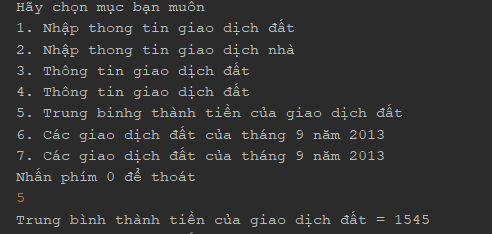 Hãy chọn mục bạn muôn
1. Nhập thong tin giao dịch đất
2. Nhập thong tin giao dịch nhà
3. Thông tin giao dịch đất
4. Thông tin giao dịch đất
5. Trung binhg thành tiền của giao dịch đất
6. Các giao dịch đất của tháng 9 năm 2013
7. Các giao dịch đất của tháng 9 năm 2013
Nhấn phím 0 để thoát
5
Trung bình thành tiền của giao dịch đất = 1545